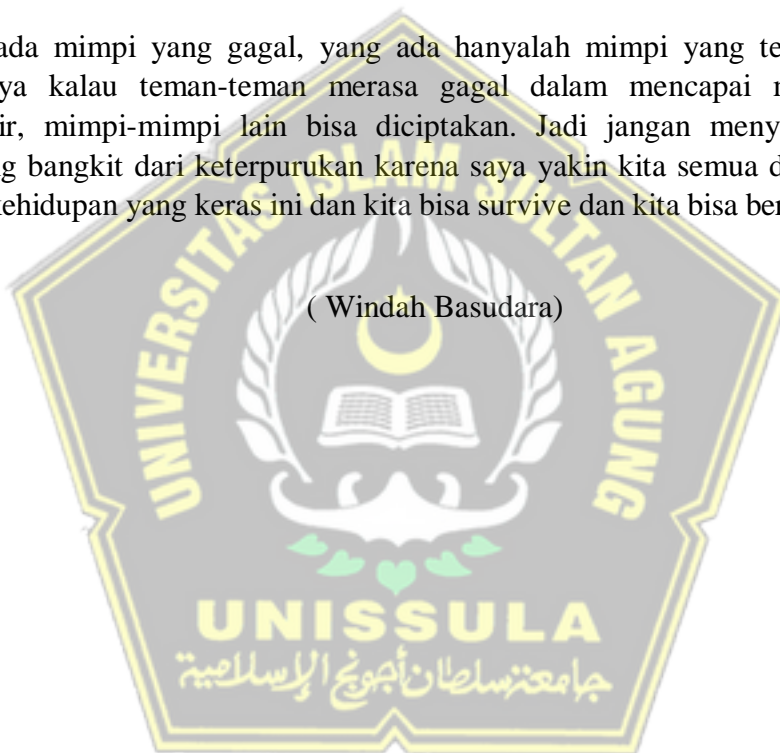 ada mimpi yang gagal, yang ada hanyalah mimpi yang te
ya kalau teman-teman merasa gagal dalam mencapai
ir, mimpi-mimpi lain bisa diciptakan. Jadi jangan meny
g bangkit dari keterpurukan karena saya yakin kita semua d
kehidupan yang keras ini dan kita bisa survive dan kita bisa ber
( Windah Basudara)
UNIVERSITAS ISLAM SULTAN AGUNG
UNISSULA
جامعتنسلطان أجونج الإسلامية